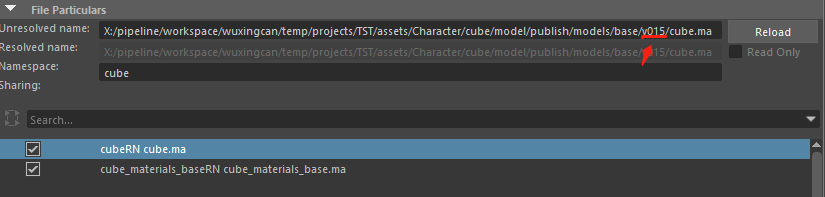 File Particulars
Unresolved name: X:/pipeline/workspace/wuxingcan/temp/projects/TST/assets/Character/cube/model/publish/models/base/v015/cube.ma Reload
Resolved name: X:/pipeline/workspace/wuxingcan/temp/projects/TST/assets/Character/cube/model/publish/models/base/v015/cube.ma Read Only
Namespace: cube
Sharing:
Search...
cubeRN cube.ma
cube_materials_baseRN cube_materials_base.ma